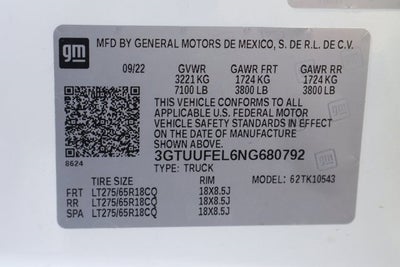 gm
MFD BY GENERAL MOTORS DE MEXICO, S. DE R.L. DE C.V.
09/22 GVWR GAWR FRT GAWR RR
3221 KG 1724 KG 1724 KG
7100 LB 3800 LB 3800 LB
THIS VEHICLE CONFORMS TO ALL
APPLICABLE U.S. FEDERAL MOTOR
VEHICLE SAFETY STANDARDS IN EFFECT
ON THE DATE OF MANUFACTURE
SHOWN ABOVE.
3GTUUFEL6NG680792
8624
TYPE: TRUCK
TIRE SIZE RIM MODEL: 62TK10543
FRT LT275/65R18CQ 18X8.5J
RR LT275/65R18CQ 18X8.5J
SPA LT275/65R18CQ 18X8.5J